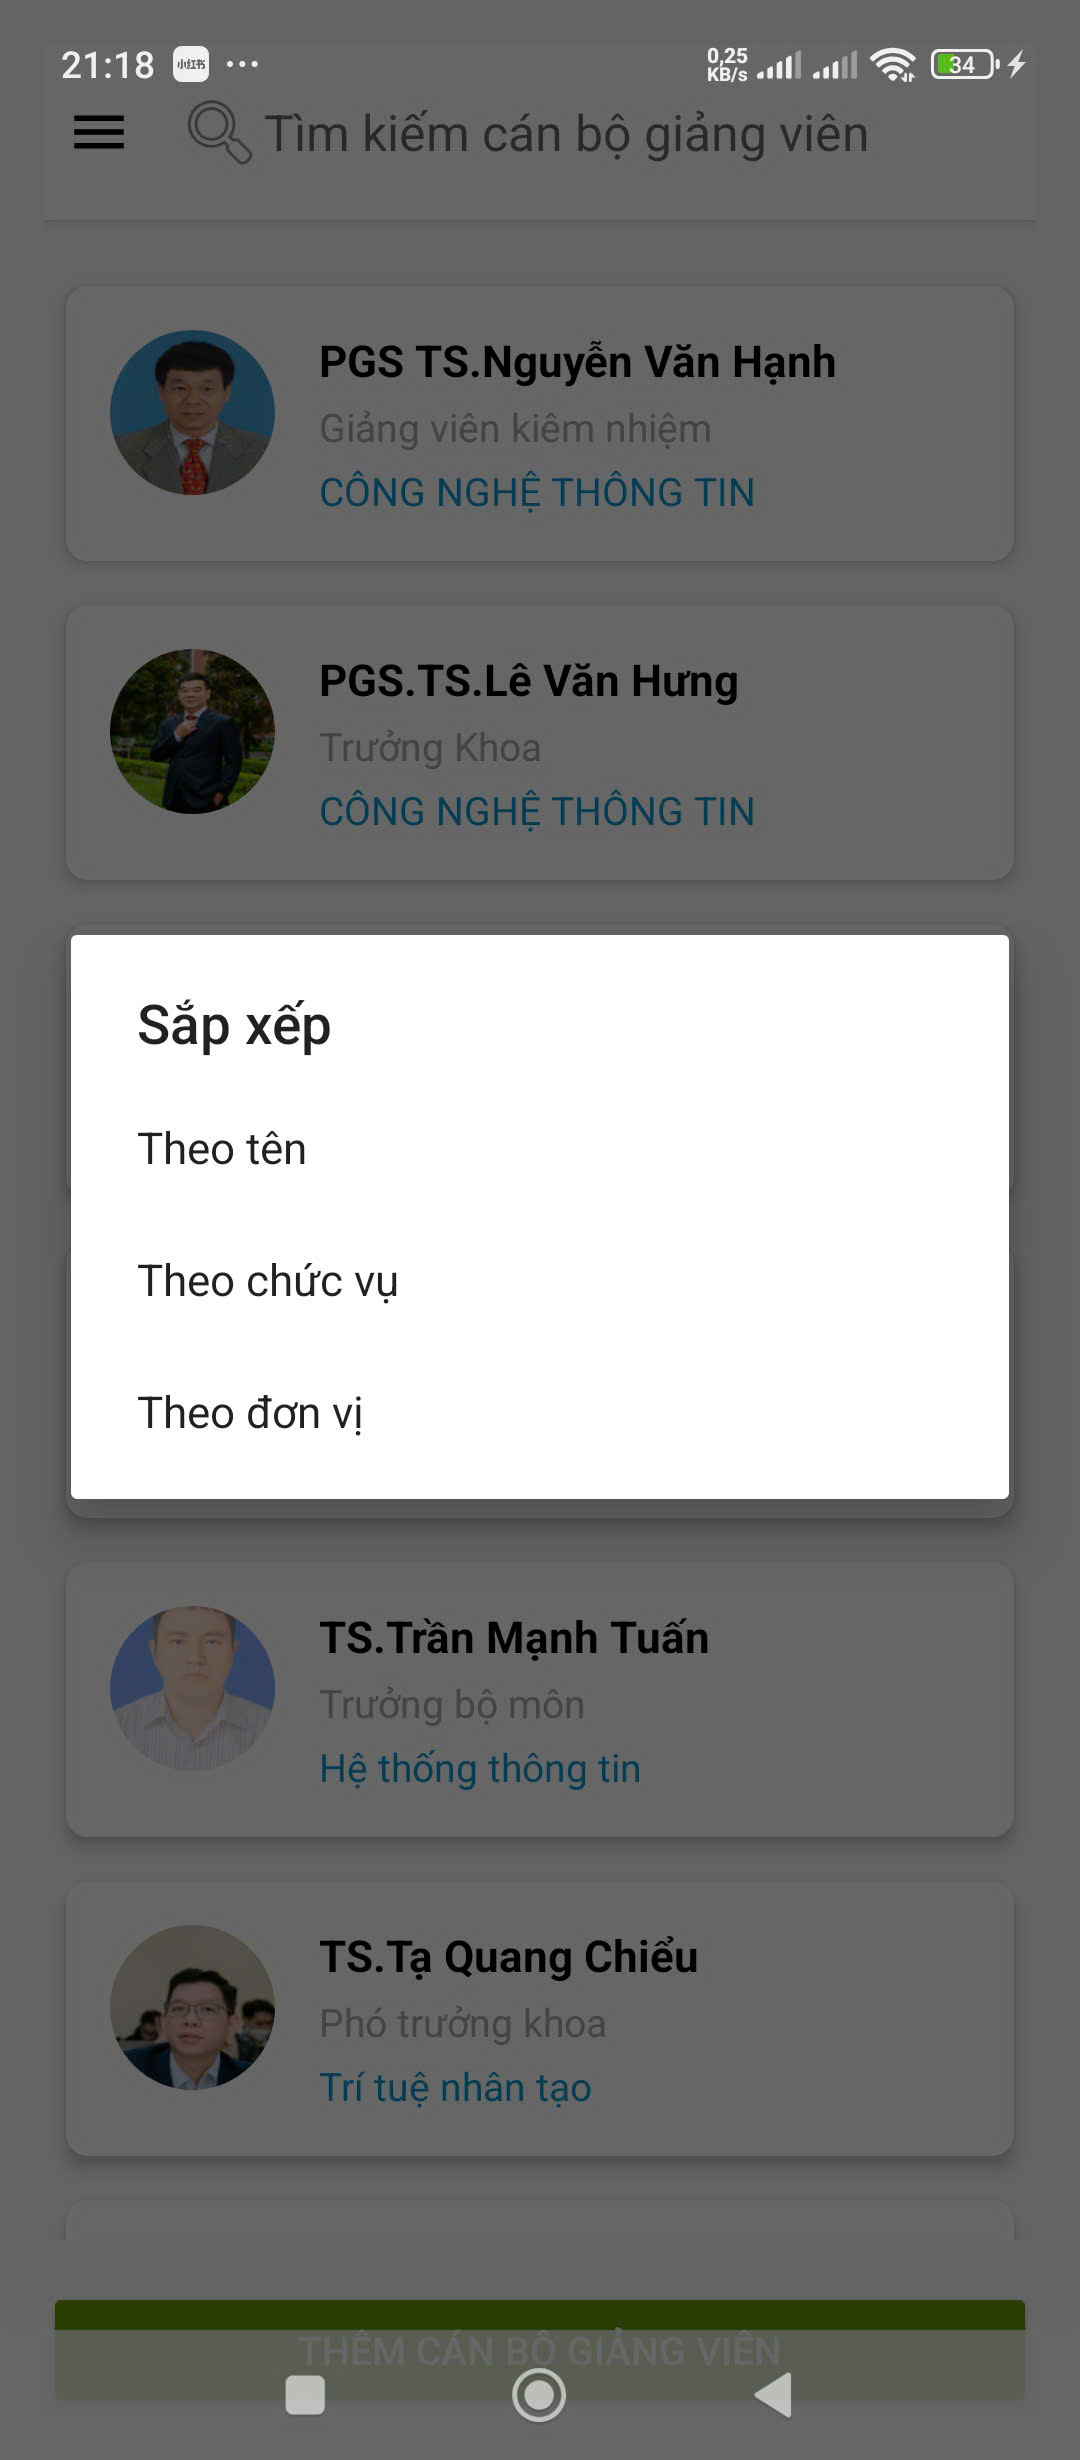 21:18 小红书 ... 0,25 KB/s 34
Tìm kiếm cán bộ giảng viên
PGS TS.Nguyễn Văn Hạnh
Giảng viên kiêm nhiệm
CÔNG NGHỆ THÔNG TIN
PGS.TS.Lê Văn Hưng
Trưởng Khoa
CÔNG NGHỆ THÔNG TIN
Sắp xếp
Theo tên
Theo chức vụ
Theo đơn vị
TS.Trần Mạnh Tuấn
Trưởng bộ môn
Hệ thống thông tin
TS.Tạ Quang Chiểu
Phó trưởng khoa
Trí tuệ nhân tạo
THÊM CÁN BỘ GIẢNG VIÊN